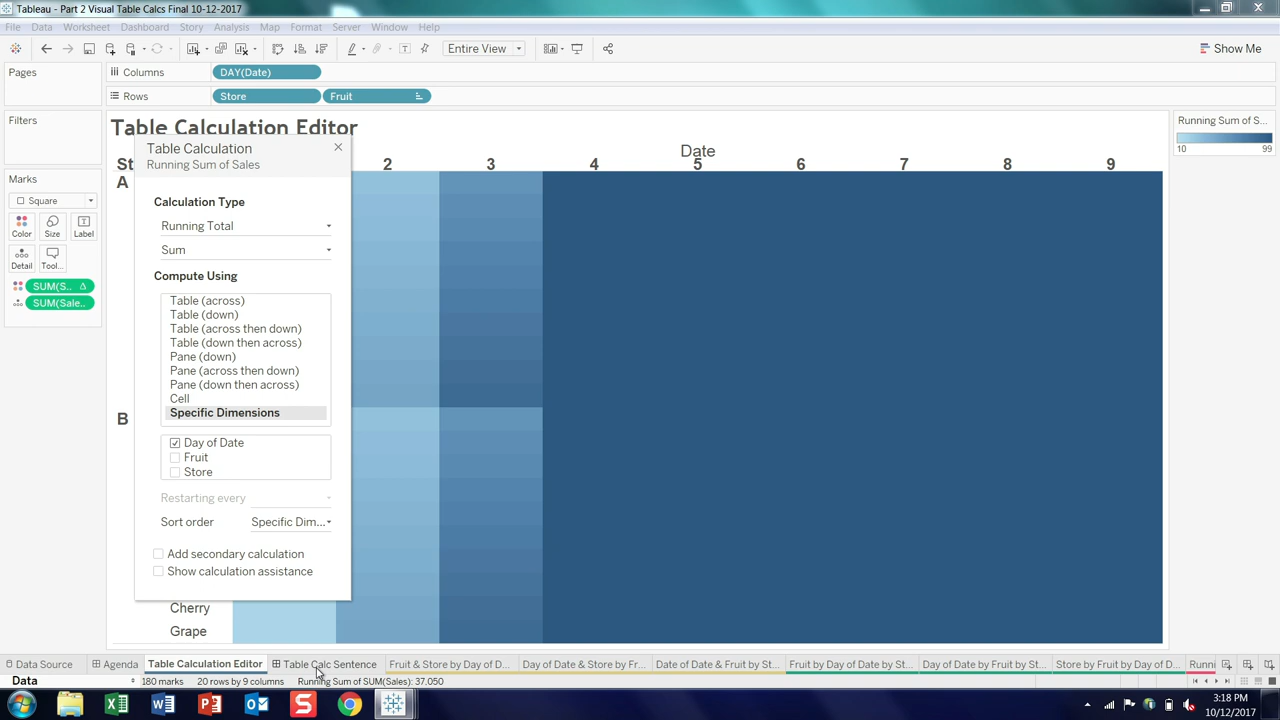 Tableau - Part 2 Visual Table Calcs Final 10-12-2017
File Data Worksheet Dashboard Story Analysis Map Format Server Window Help
Entire View
Show Me
Pages
Columns DAY(Date)
Rows Store Fruit
Filters
Marks
Square
Color Size Label
Detail Tool...
SUM(S..
SUM(Sale..
Table Calculation Editor
Date
St
2 3 4 5 6 7 8 9
A
B
Cherry
Grape
Table Calculation
Running Sum of Sales
Calculation Type
Running Total
Sum
Compute Using
Table (across)
Table (down)
Table (across then down)
Table (down then across)
Pane (down)
Pane (across then down)
Pane (down then across)
Cell
Specific Dimensions
Day of Date
Fruit
Store
Restarting every
Sort order Specific Dim...
Add secondary calculation
Show calculation assistance
Running Sum of S...
10 99
Data Source Agenda Table Calculation Editor Table Calc Sentence Fruit & Store by Day of D... Day of Date & Store by Fr... Date of Date & Fruit by St... Fruit by Day of Date by St... Day of Date by Fruit by St... Store by Fruit by Day of D... Runni
Data 180 marks 20 rows by 9 columns Running Sum of SUM(Sales): 37.050
3:18 PM
10/12/2017